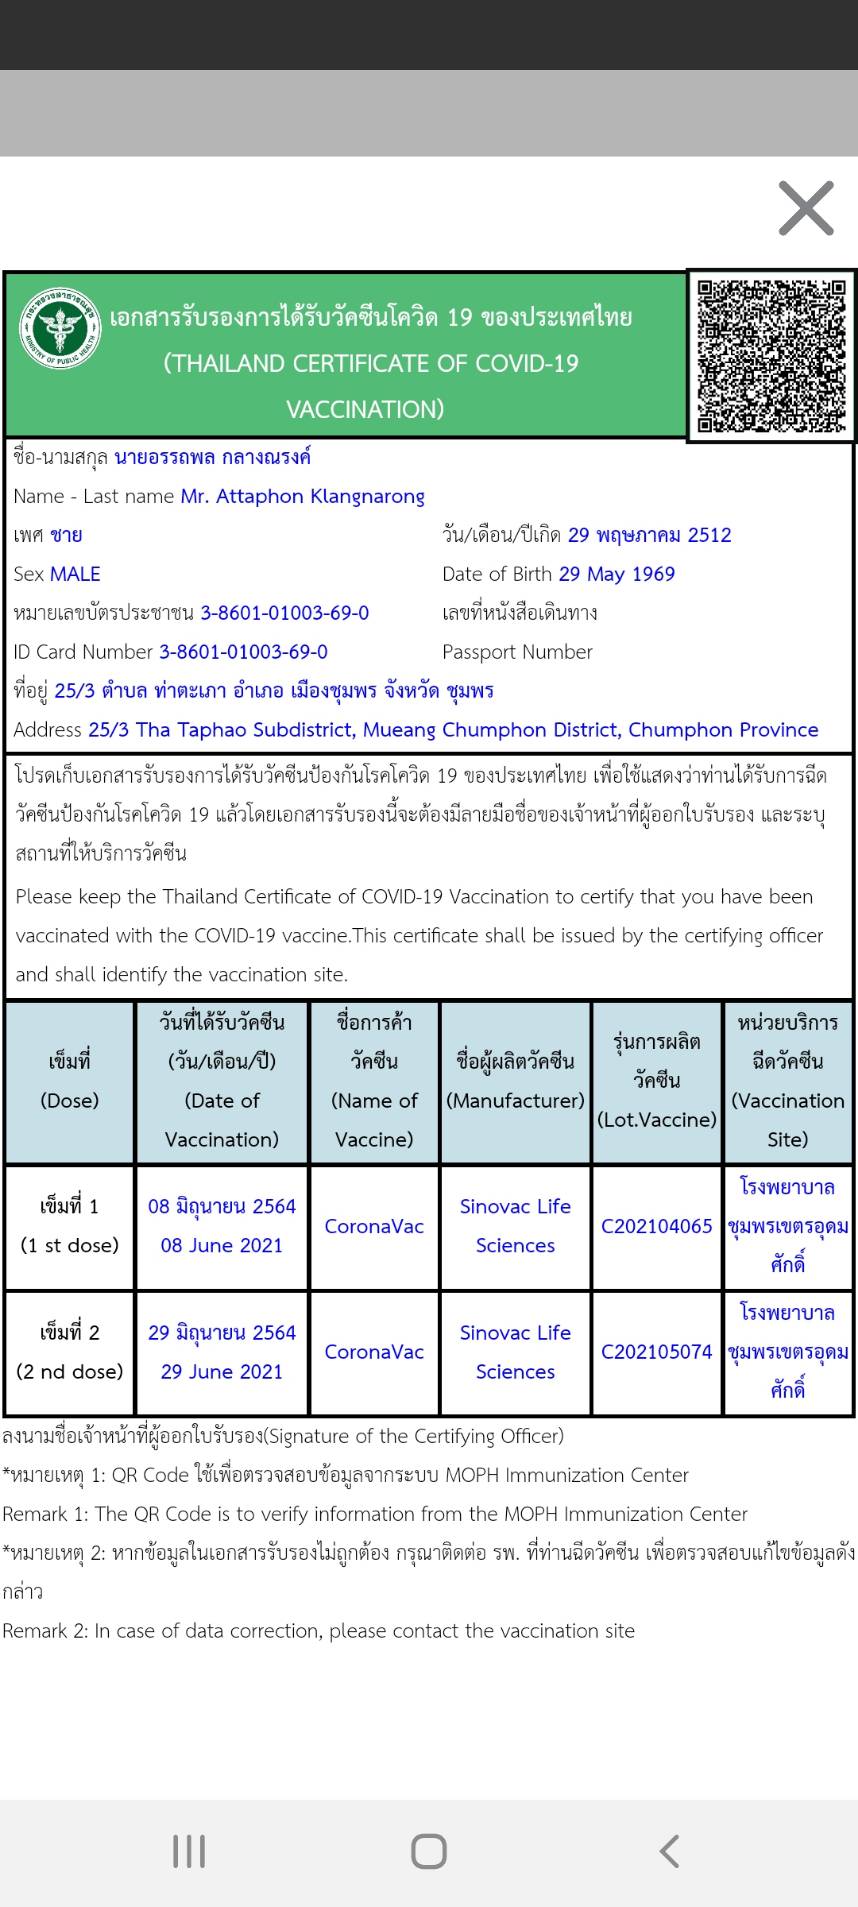 กระทรวงสาธารณสุข
MINISTRY OF PUBLIC HEALTH
เอกสารรับรองการได้รับวัคซีนโควิด 19 ของประเทศไทย
(THAILAND CERTIFICATE OF COVID-19
VACCINATION)
ชื่อ-นามสกุล นายอรรถพล กลางณรงค์
Name - Last name Mr. Attaphon Klangnarong
เพศ ชาย วัน/เดือน/ปีเกิด 29 พฤษภาคม 2512
Sex MALE Date of Birth 29 May 1969
หมายเลขบัตรประชาชน 3-8601-01003-69-0 เลขที่หนังสือเดินทาง
ID Card Number 3-8601-01003-69-0 Passport Number
ที่อยู่ 25/3 ตำบล ท่าตะเภา อำเภอ เมืองชุมพร จังหวัด ชุมพร
Address 25/3 Tha Taphao Subdistrict, Mueang Chumphon District, Chumphon Province
โปรดเก็บเอกสารรับรองการได้รับวัคซีนป้องกันโรคโควิด 19 ของประเทศไทย เพื่อใช้แสดงว่าท่านได้รับการฉีด
วัคซีนป้องกันโรคโควิด 19 แล้วโดยเอกสารรับรองนี้จะต้องมีลายมือชื่อของเจ้าหน้าที่ผู้ออกใบรับรอง และระบุ
สถานที่ให้บริการวัคซีน
Please keep the Thailand Certificate of COVID-19 Vaccination to certify that you have been
vaccinated with the COVID-19 vaccine.This certificate shall be issued by the certifying officer
and shall identify the vaccination site.
เข็มที่
(Dose)
วันที่ได้รับวัคซีน
(วัน/เดือน/ปี)
(Date of
Vaccination)
ชื่อการค้า
วัคซีน
(Name of
Vaccine)
ชื่อผู้ผลิตวัคซีน
(Manufacturer)
รุ่นการผลิต
วัคซีน
(Lot.Vaccine)
หน่วยบริการ
ฉีดวัคซีน
(Vaccination
Site)
เข็มที่ 1
(1 st dose)
08 มิถุนายน 2564
08 June 2021
CoronaVac
Sinovac Life
Sciences
C202104065
โรงพยาบาล
ชุมพรเขตรอุดม
ศักดิ์
เข็มที่ 2
(2 nd dose)
29 มิถุนายน 2564
29 June 2021
CoronaVac
Sinovac Life
Sciences
C202105074
โรงพยาบาล
ชุมพรเขตรอุดม
ศักดิ์
ลงนามชื่อเจ้าหน้าที่ผู้ออกใบรับรอง(Signature of the Certifying Officer)
*หมายเหตุ 1: QR Code ใช้เพื่อตรวจสอบข้อมูลจากระบบ MOPH Immunization Center
Remark 1: The QR Code is to verify information from the MOPH Immunization Center
*หมายเหตุ 2: หากข้อมูลในเอกสารรับรองไม่ถูกต้อง กรุณาติดต่อ รพ. ที่ท่านฉีดวัคซีน เพื่อตรวจสอบแก้ไขข้อมูลดัง
กล่าว
Remark 2: In case of data correction, please contact the vaccination site